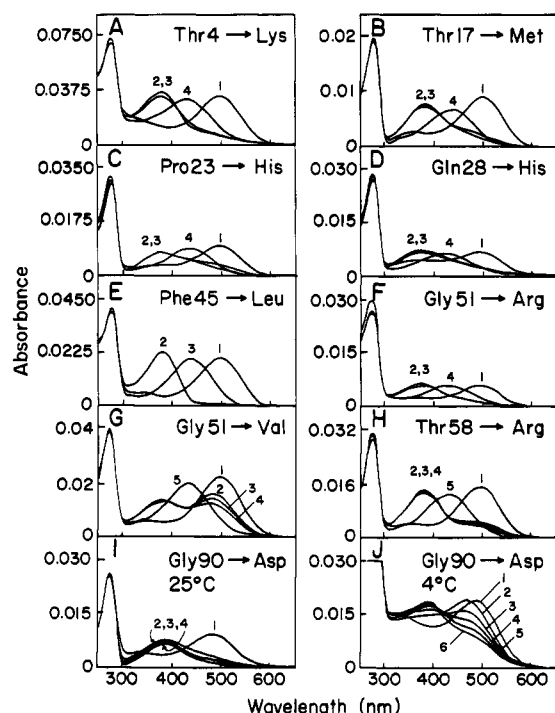 A Thr4 → Lys
0.0750
0.0375
0
2,3 4 1
B Thr17 → Met
0.02
0.01
0
2,3 4 1
C Pro23 → His
0.0350
0.0175
0
2,3 4 1
D Gln28 → His
0.030
0.015
0
2,3 4 1
E Phe45 → Leu
0.0450
0.0225
0
2 3 1
F Gly51 → Arg
0.030
0.015
0
2,3 4 1
G Gly51 → Val
0.04
0.02
0
5 2 1 3 4
H Thr58 → Arg
0.032
0.016
0
2,3,4 5 1
I Gly90 → Asp
25°C
0.030
0.015
0
2,3,4 1
J Gly90 → Asp
4°C
0.030
0.015
0
1 2 3 4 5 6
300 400 500 600
300 400 500 600
Absorbance
Wavelength (nm)